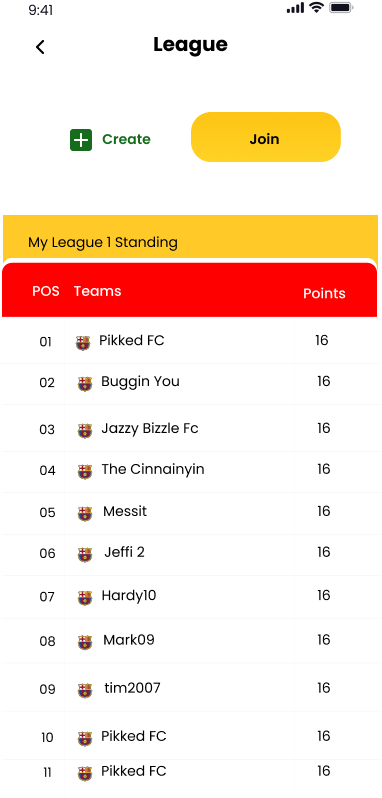 9:41
League
Create
Join
My League 1 Standing
POS Teams Points
01 Pikked FC 16
02 Buggin You 16
03 Jazzy Bizzle Fc 16
04 The Cinnainyin 16
05 Messit 16
06 Jeffi 2 16
07 Hardy10 16
08 Mark09 16
09 tim2007 16
10 Pikked FC 16
11 Pikked FC 16